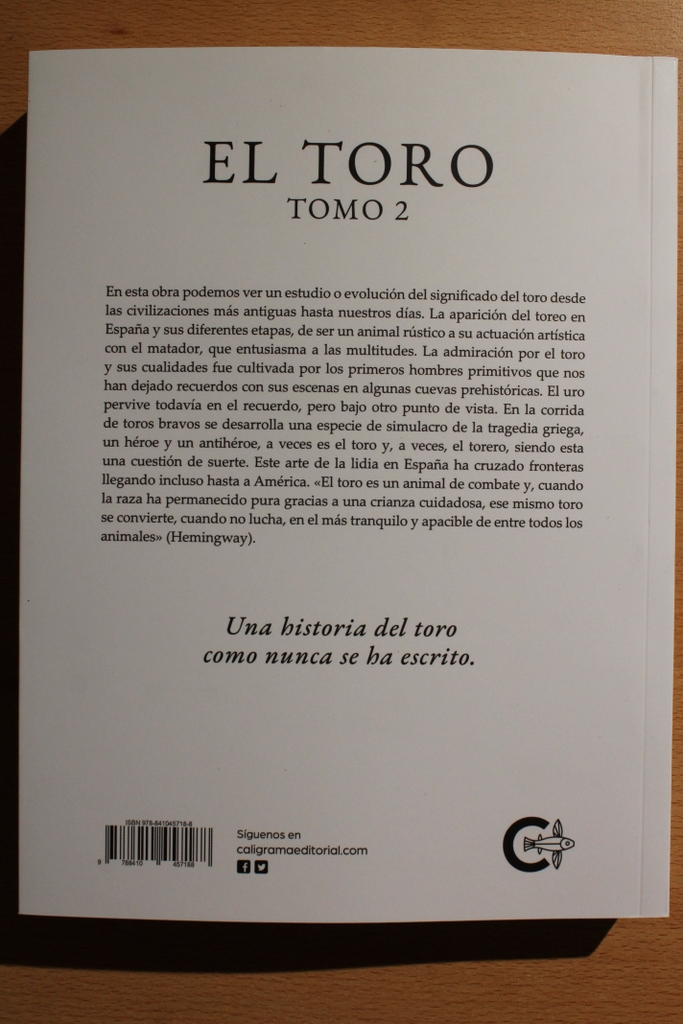 EL TORO
TOMO 2
En esta obra podemos ver un estudio o evolución del significado del toro desde
las civilizaciones más antiguas hasta nuestros días. La aparición del toreo en
España y sus diferentes etapas, de ser un animal rústico a su actuación artística
con el matador, que entusiasma a las multitudes. La admiración por el toro
y sus cualidades fue cultivada por los primeros hombres primitivos que nos
han dejado recuerdos con sus escenas en algunas cuevas prehistóricas. El uro
pervive todavía en el recuerdo, pero bajo otro punto de vista. En la corrida
de toros bravos se desarrolla una especie de simulacro de la tragedia griega,
un héroe y un antihéroe, a veces es el toro y, a veces, el torero, siendo esta
una cuestión de suerte. Este arte de la lidia en España ha cruzado fronteras
llegando incluso hasta a América. «El toro es un animal de combate y, cuando
la raza ha permanecido pura gracias a una crianza cuidadosa, ese mismo toro
se convierte, cuando no lucha, en el más tranquilo y apacible de entre todos los
animales» (Hemingway).
Una historia del toro
como nunca se ha escrito.
ISBN 978-841045718-8
9 788410 457188
Síguenos en
caligramaeditorial.com